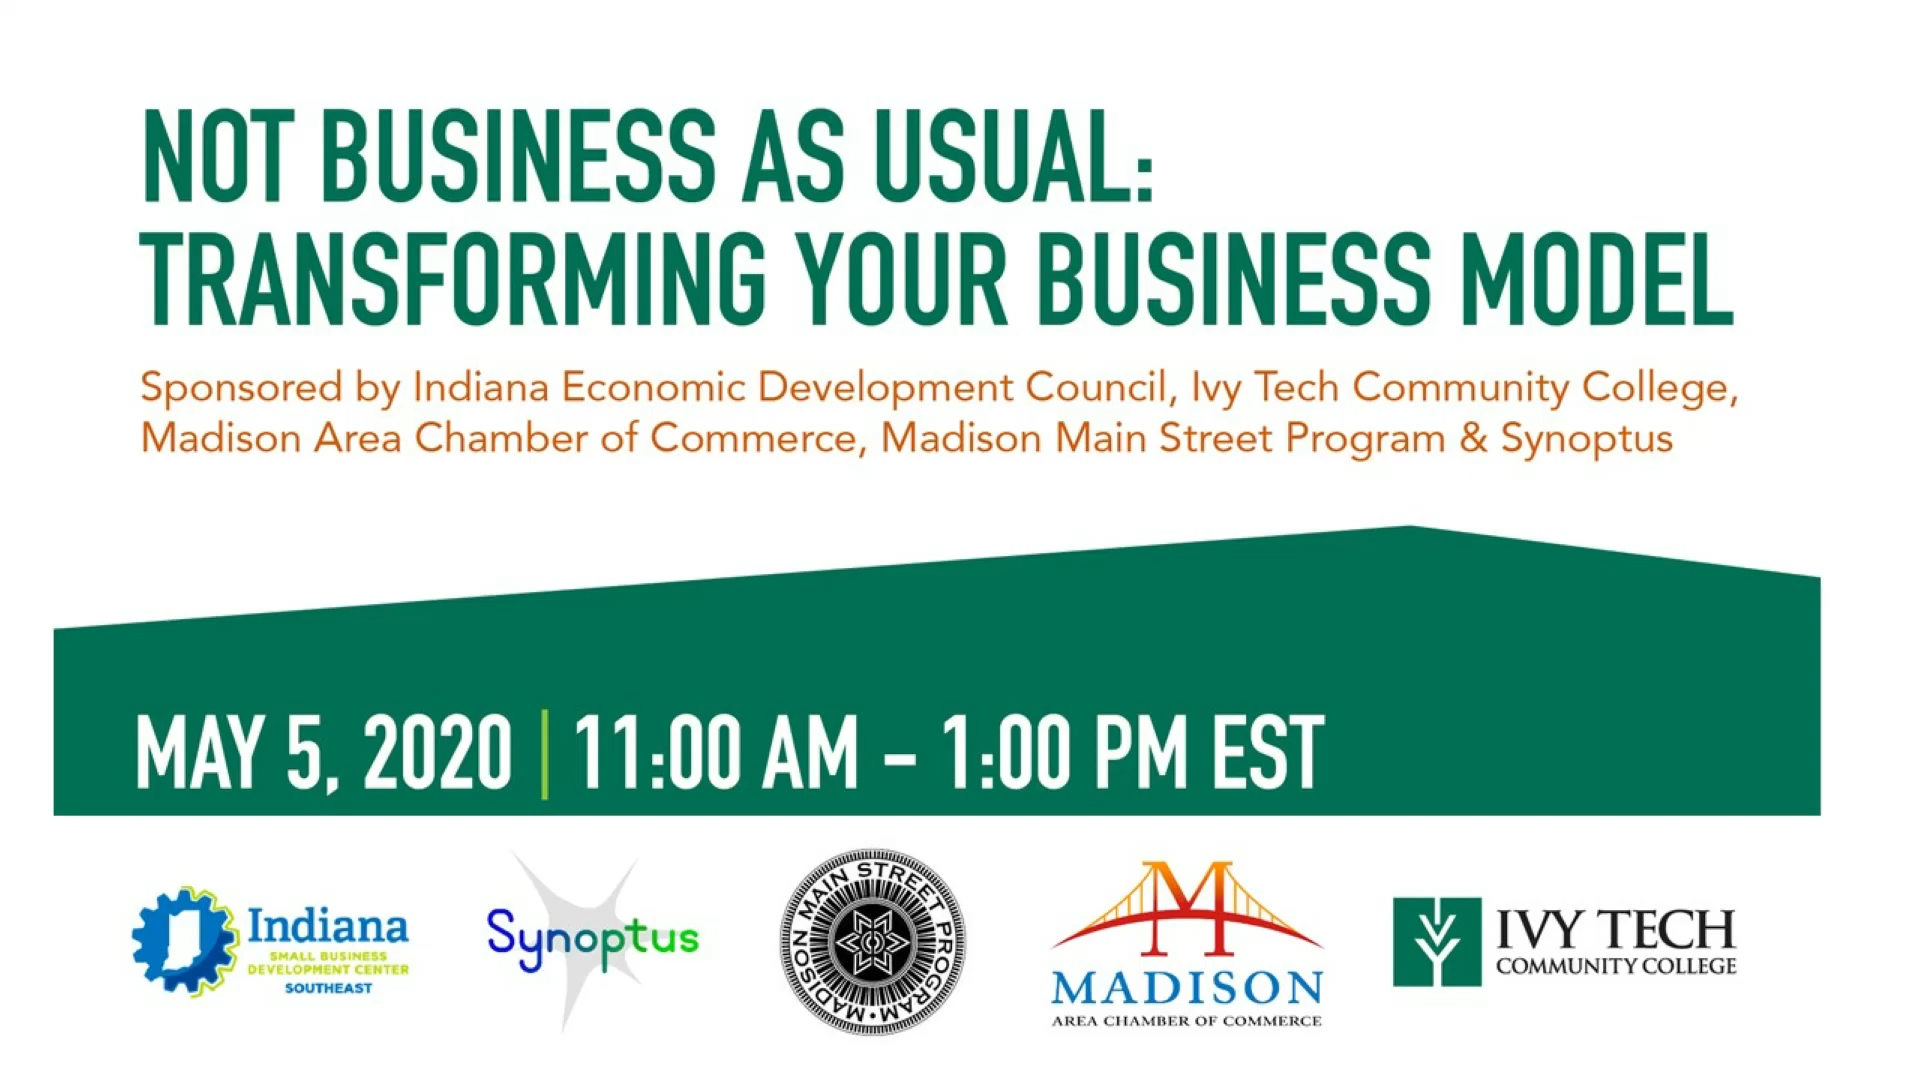 NOT BUSINESS AS USUAL:
TRANSFORMING YOUR BUSINESS MODEL
Sponsored by Indiana Economic Development Council, Ivy Tech Community College,
Madison Area Chamber of Commerce, Madison Main Street Program & Synoptus
MAY 5, 2020 | 11:00 AM – 1:00 PM EST
Indiana
SMALL BUSINESS
DEVELOPMENT CENTER
SOUTHEAST
Synoptus
MADISON MAIN STREET PROGRAM
M
MADISON
AREA CHAMBER OF COMMERCE
IVY TECH
COMMUNITY COLLEGE